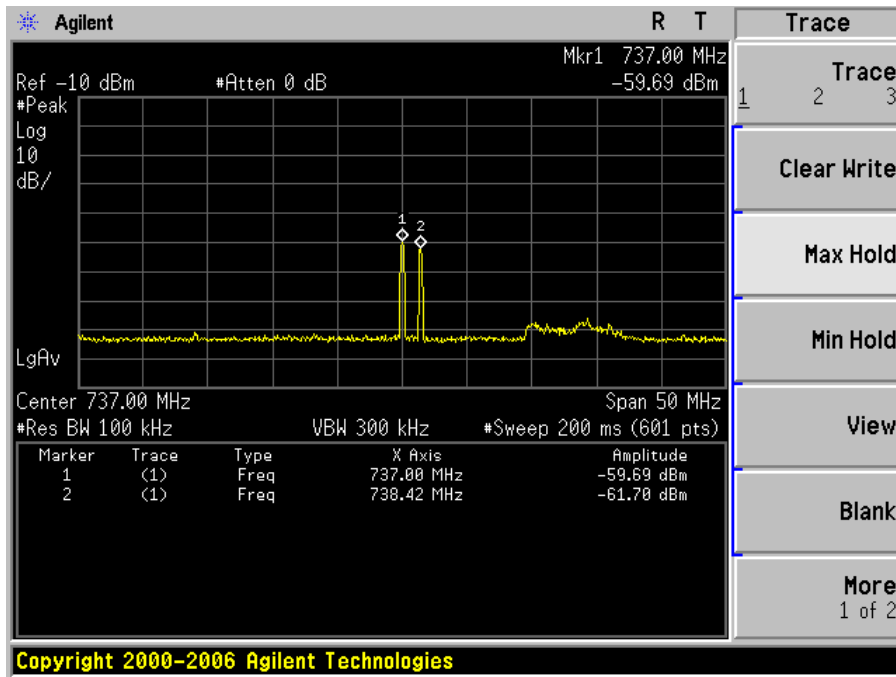 Agilent R T Trace
Mkr1 737.00 MHz
Ref -10 dBm #Atten 0 dB -59.69 dBm
#Peak
Log
10
dB/
1 2
LgAv
Center 737.00 MHz Span 50 MHz
#Res BW 100 kHz VBW 300 kHz #Sweep 200 ms (601 pts)
Marker Trace Type X Axis Amplitude
1 (1) Freq 737.00 MHz -59.69 dBm
2 (1) Freq 738.42 MHz -61.70 dBm
Trace
1 2 3
Clear Write
Max Hold
Min Hold
View
Blank
More
1 of 2
Copyright 2000-2006 Agilent Technologies